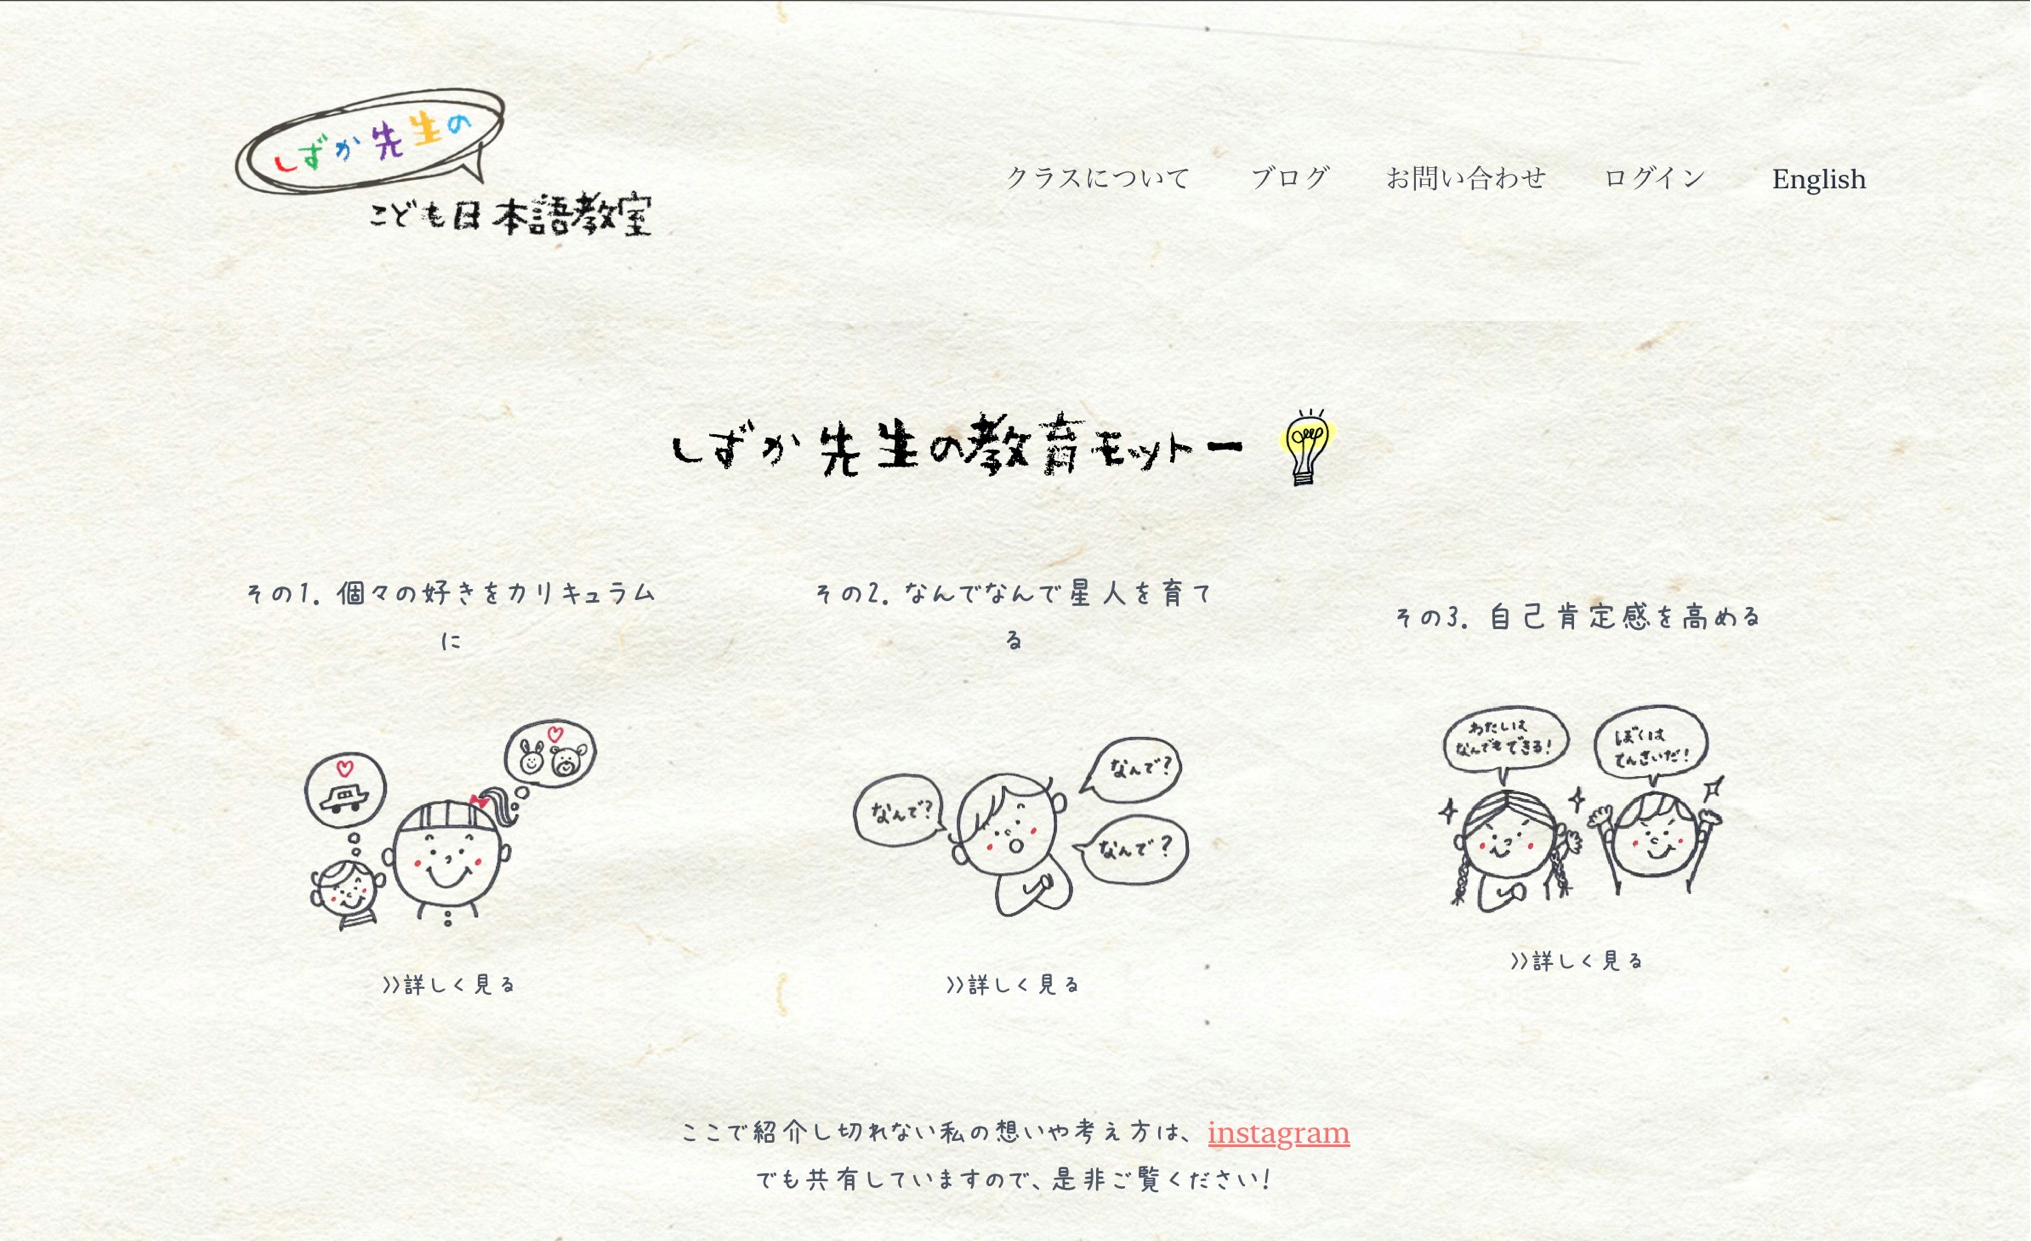 しずか先生の
こども日本語教室
クラスについて
ブログ
お問い合わせ
ログイン
English
しずか先生の教育モットー
その1. 個々の好きをカリキュラム
に
その2. なんでなんで星人を育て
る
その3. 自己肯定感を高める
なんで?
なんで?
なんで?
わたしは
なんでもできる!
ぼくは
てんさいだ!
>>詳しく見る
>>詳しく見る
>>詳しく見る
ここで紹介し切れない私の想いや考え方は、instagram
でも共有していますので、是非ご覧ください!